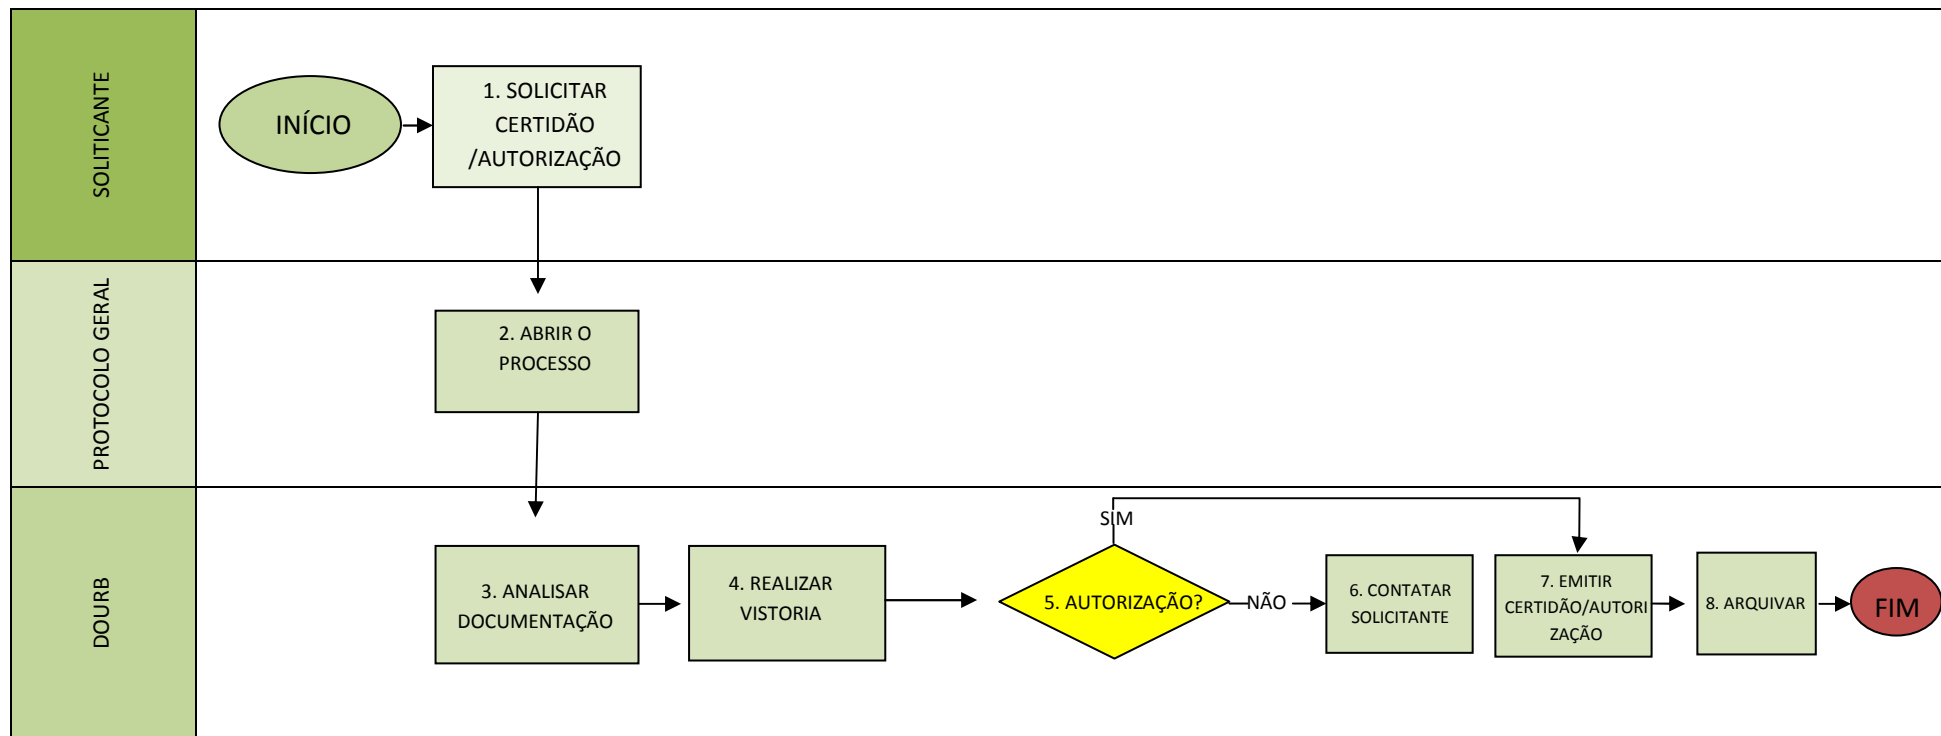 SOLITICANTE
INÍCIO
1. SOLICITAR
CERTIDÃO
/AUTORIZAÇÃO
PROTOCOLO GERAL
2. ABRIR O
PROCESSO
DOURB
3. ANALISAR
DOCUMENTAÇÃO
4. REALIZAR
VISTORIA
SIM
5. AUTORIZAÇÃO?
NÃO
6. CONTATAR
SOLICITANTE
7. EMITIR
CERTIDÃO/AUTORI
ZAÇÃO
8. ARQUIVAR
FIM